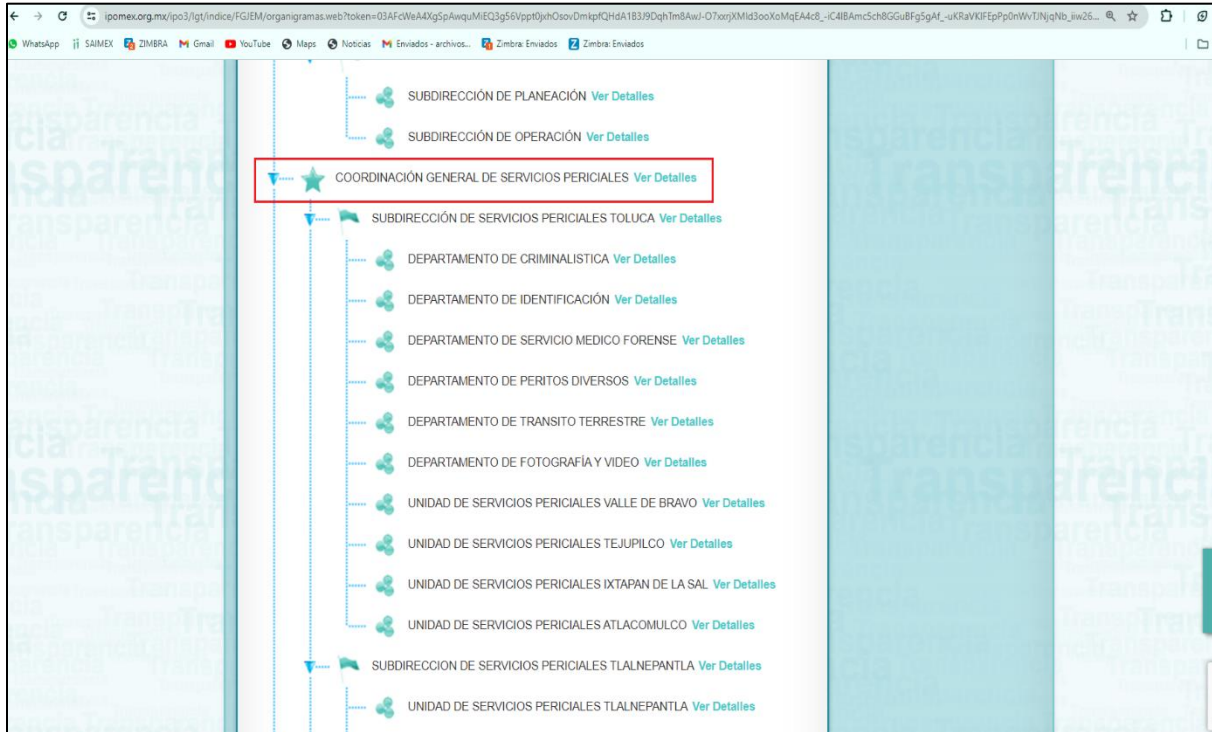 ipomex.org.mx/ipo3/lgt/indice/FGJEM/organigramas.web?token=
WhatsApp SAIMEX ZIMBRA Gmail YouTube Maps Noticias Enviados - archivos... Zimbra: Enviados Zimbra: Enviados
SUBDIRECCIÓN DE PLANEACIÓN Ver Detalles
SUBDIRECCIÓN DE OPERACIÓN Ver Detalles
COORDINACIÓN GENERAL DE SERVICIOS PERICIALES Ver Detalles
SUBDIRECCIÓN DE SERVICIOS PERICIALES TOLUCA Ver Detalles
DEPARTAMENTO DE CRIMINALISTICA Ver Detalles
DEPARTAMENTO DE IDENTIFICACIÓN Ver Detalles
DEPARTAMENTO DE SERVICIO MEDICO FORENSE Ver Detalles
DEPARTAMENTO DE PERITOS DIVERSOS Ver Detalles
DEPARTAMENTO DE TRANSITO TERRESTRE Ver Detalles
DEPARTAMENTO DE FOTOGRAFÍA Y VIDEO Ver Detalles
UNIDAD DE SERVICIOS PERICIALES VALLE DE BRAVO Ver Detalles
UNIDAD DE SERVICIOS PERICIALES TEJUPILCO Ver Detalles
UNIDAD DE SERVICIOS PERICIALES IXTAPAN DE LA SAL Ver Detalles
UNIDAD DE SERVICIOS PERICIALES ATLACOMULCO Ver Detalles
SUBDIRECCION DE SERVICIOS PERICIALES TLALNEPANTLA Ver Detalles
UNIDAD DE SERVICIOS PERICIALES TLALNEPANTLA Ver Detalles